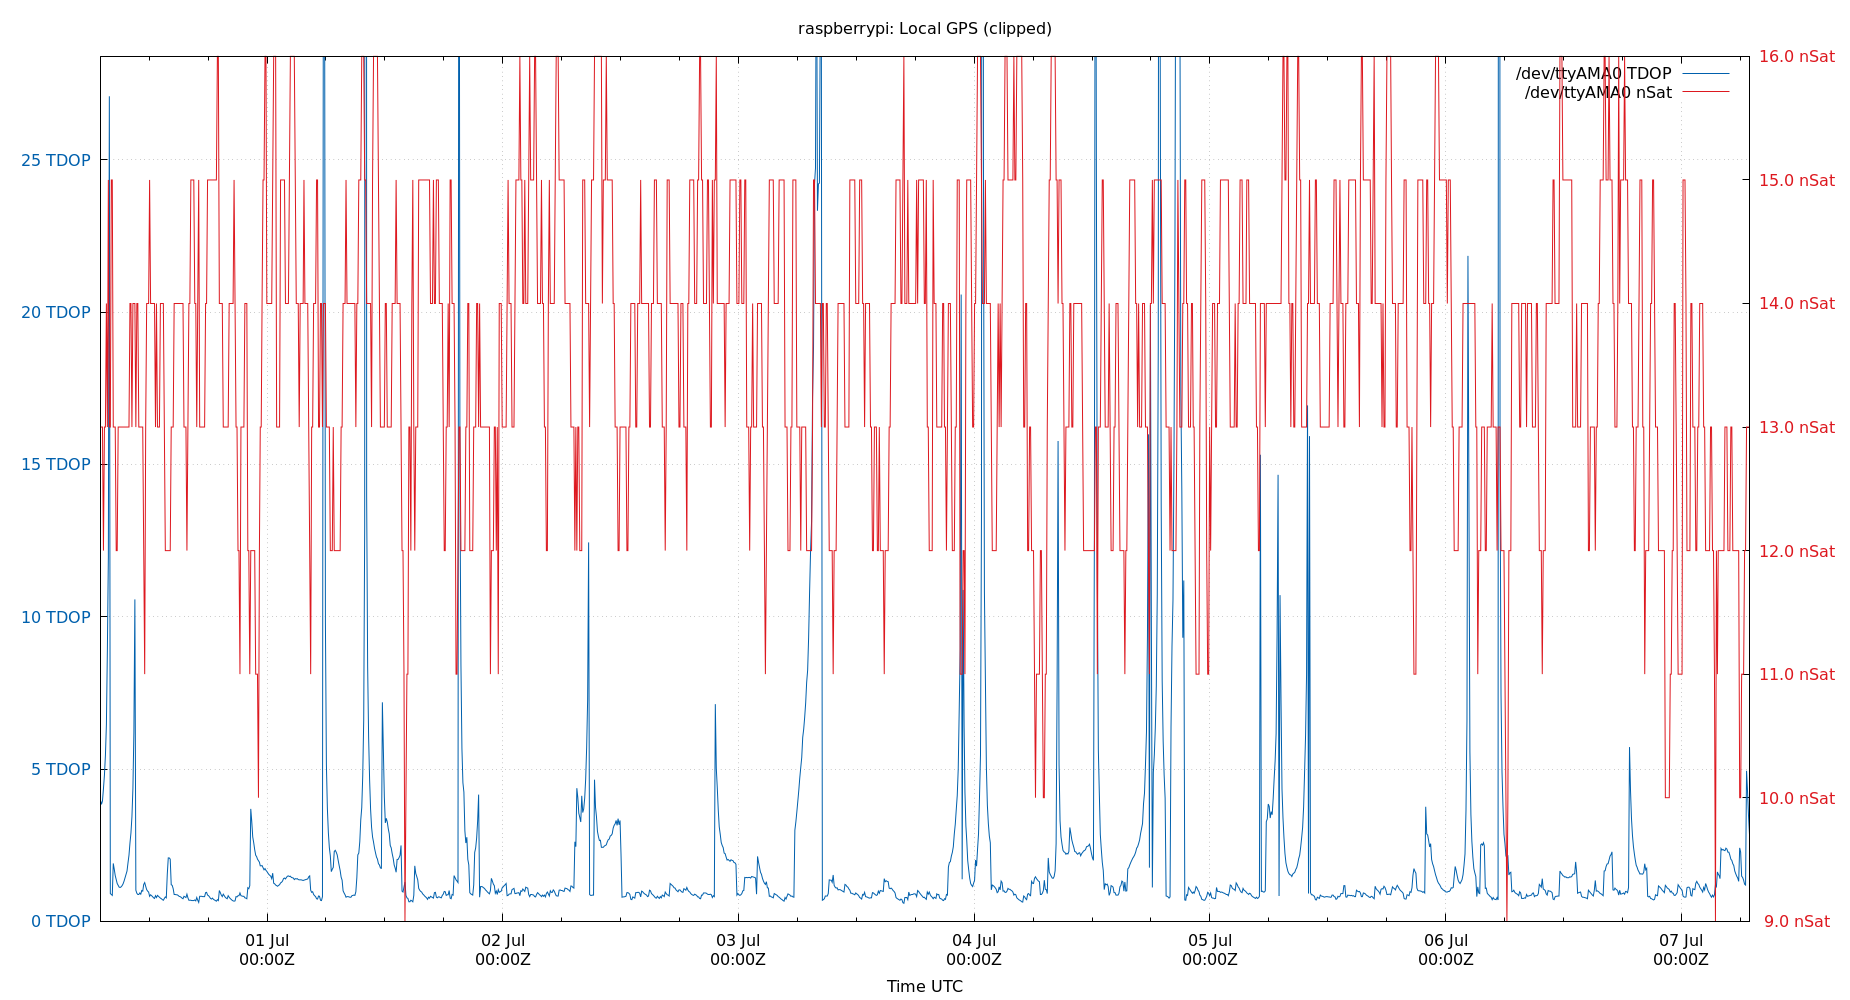 raspberrypi: Local GPS (clipped)
/dev/ttyAMA0 TDOP
/dev/ttyAMA0 nSat
25 TDOP
20 TDOP
15 TDOP
10 TDOP
5 TDOP
0 TDOP
16.0 nSat
15.0 nSat
14.0 nSat
13.0 nSat
12.0 nSat
11.0 nSat
10.0 nSat
9.0 nSat
01 Jul
00:00Z
02 Jul
00:00Z
03 Jul
00:00Z
04 Jul
00:00Z
05 Jul
00:00Z
06 Jul
00:00Z
07 Jul
00:00Z
Time UTC